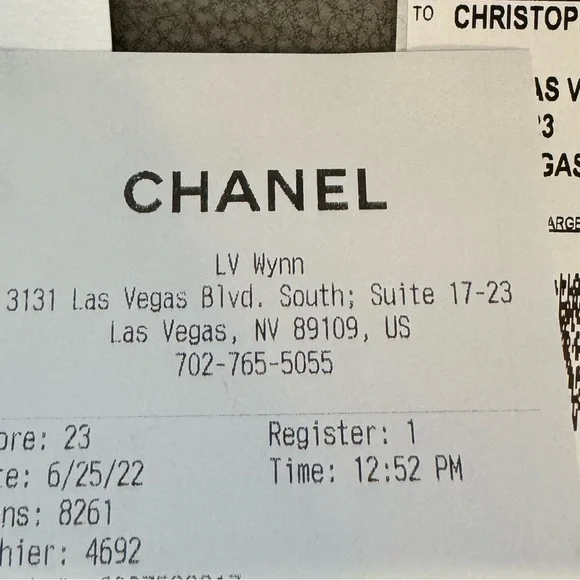 TO CHRISTOP
AS V
3
GAS
ARGE
CHANEL
LV Wynn
3131 Las Vegas Blvd. South; Suite 17-23
Las Vegas, NV 89109, US
702-765-5055
ore: 23 Register: 1
te: 6/25/22 Time: 12:52 PM
ns: 8261
hier: 4692